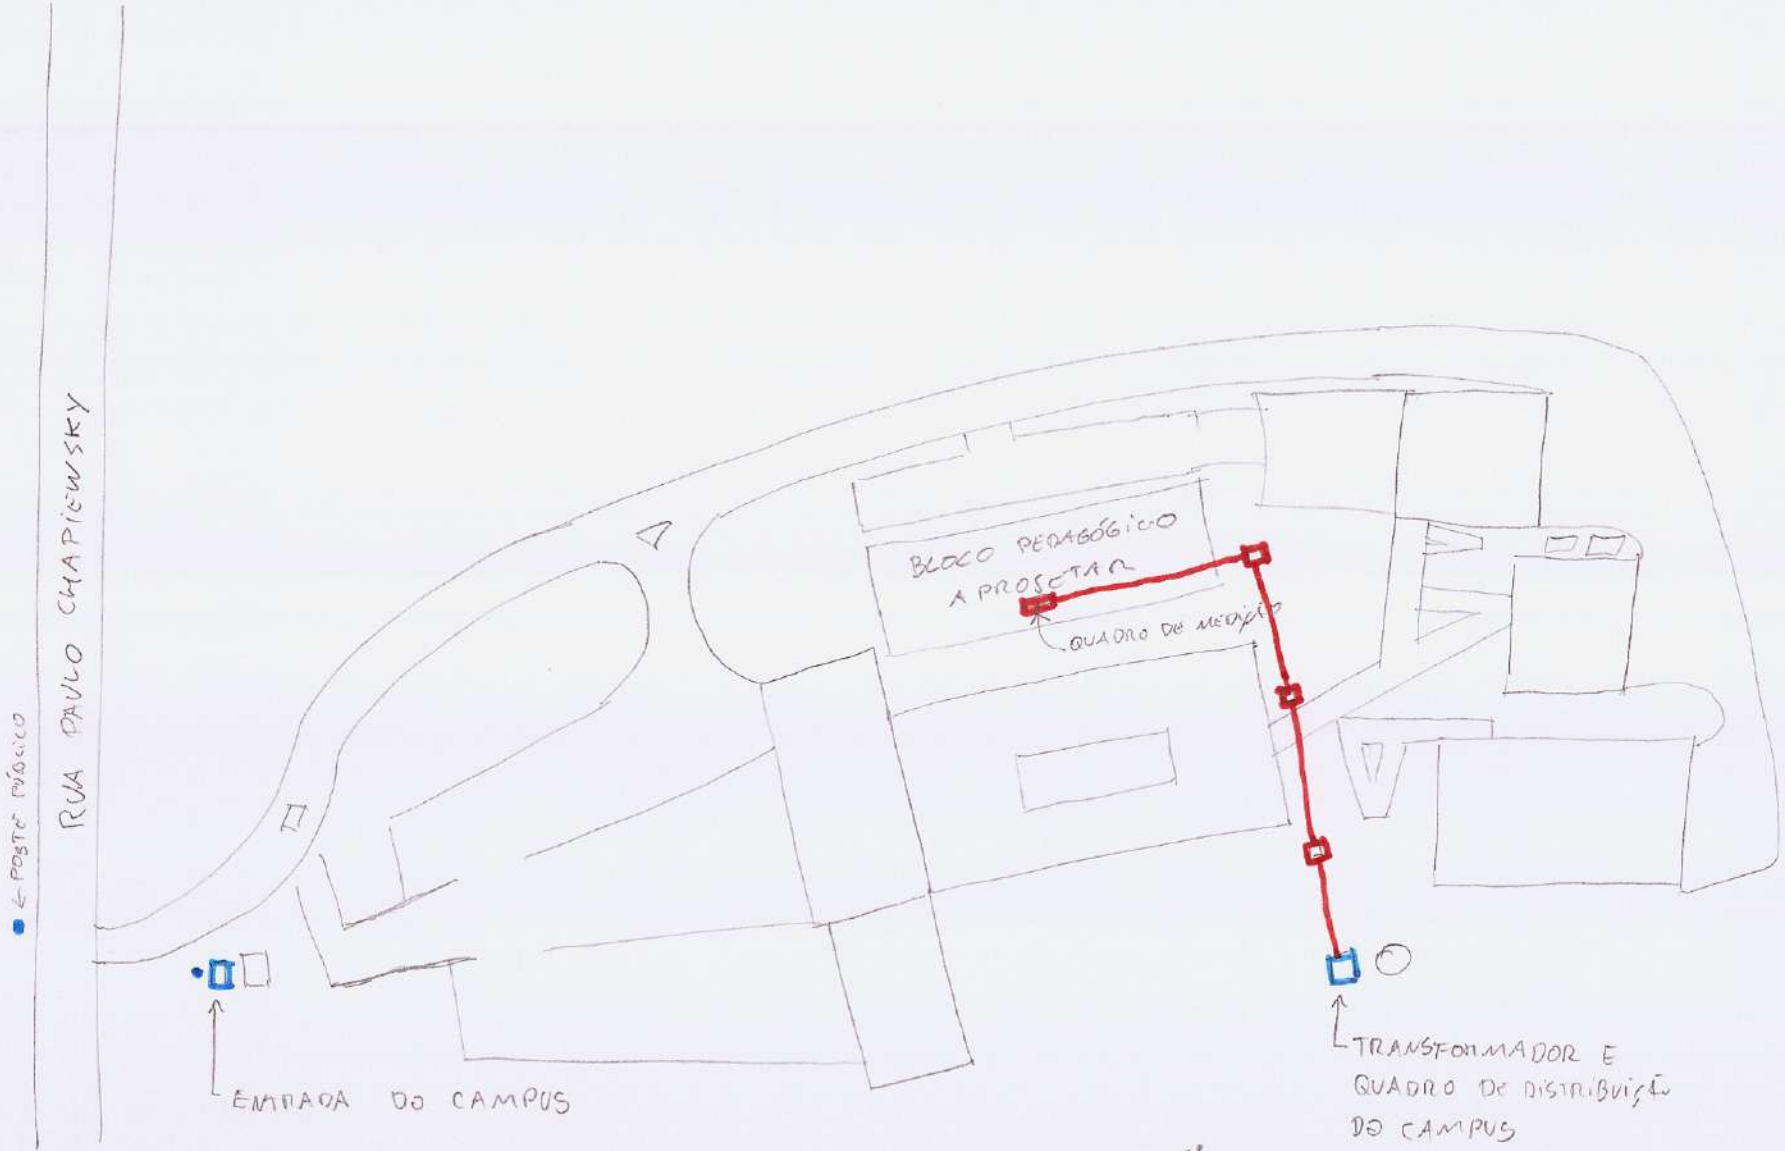 ← POSTE PÚBLICO
RUA PAULO CHAPIEWSKY
BLOCO PEDAGÓGICO
A PROJETAR
QUADRO DE MEDIÇÃO
ENTRADA DO CAMPUS
TRANSFORMADOR E
QUADRO DE DISTRIBUIÇÃO
DO CAMPUS